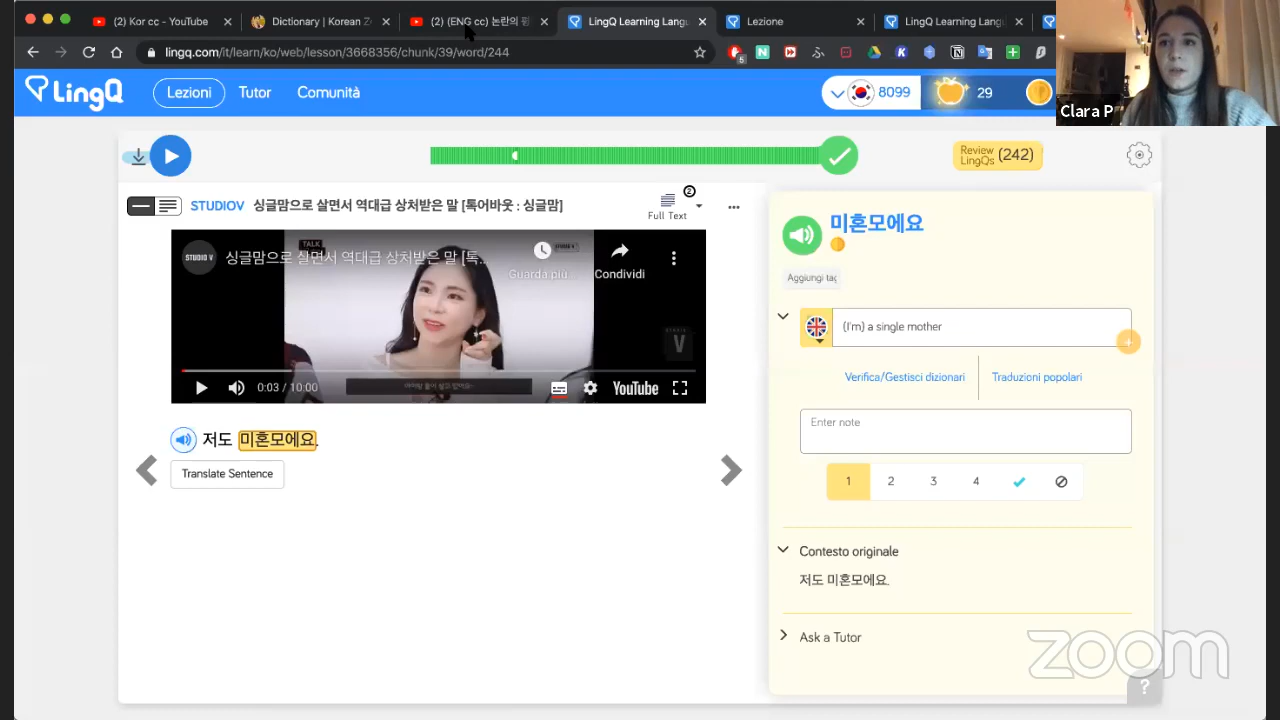 (2) Kor cc - YouTube
Dictionary | Korean Z
(2) (ENG cc) 논란의 평
LingQ Learning Langu
Lezione
LingQ Learning Langu
lingq.com/it/learn/ko/web/lesson/3668356/chunk/39/word/244
5
LingQ
Lezioni
Tutor
Comunità
8099
29
Clara P
Review LingQs (242)
STUDIOV 싱글맘으로 살면서 역대급 상처받은 말 [톡어바웃 : 싱글맘]
2
Full Text
...
STUDIO V
TALK
싱글맘으로 살면서 역대급 상처받은 말 [톡...
Guarda più...
Condividi
V
0:03 / 10:00
YouTube
저도 미혼모에요.
Translate Sentence
미혼모에요
Aggiungi tag
(I'm) a single mother
Verifica/Gestisci dizionari
Traduzioni popolari
Enter note
1 2 3 4
Contesto originale
저도 미혼모에요.
Ask a Tutor
zoom
?